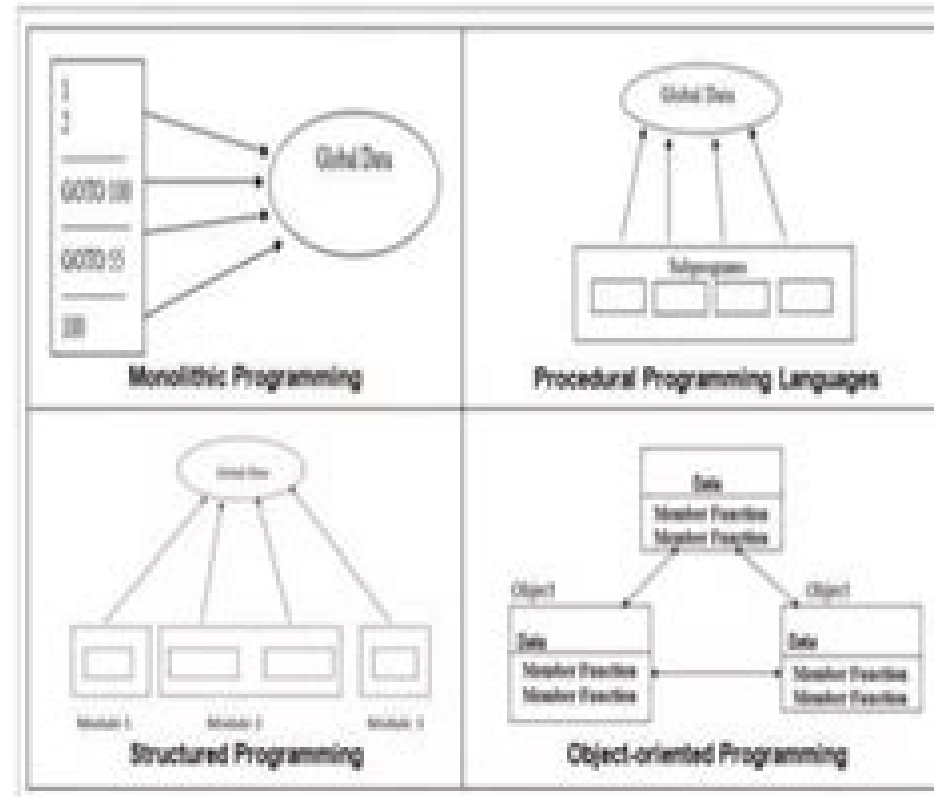 1
2
GOTO 100
GOTO 55
100
Global Data
Monolithic Programming
Global Data
Subprograms
Procedural Programming Languages
Global Data
Module 1
Module 2
Module 3
Structured Programming
Data
Member Function
Member Function
Object
Object
Data
Member Function
Member Function
Data
Member Function
Member Function
Object-oriented Programming